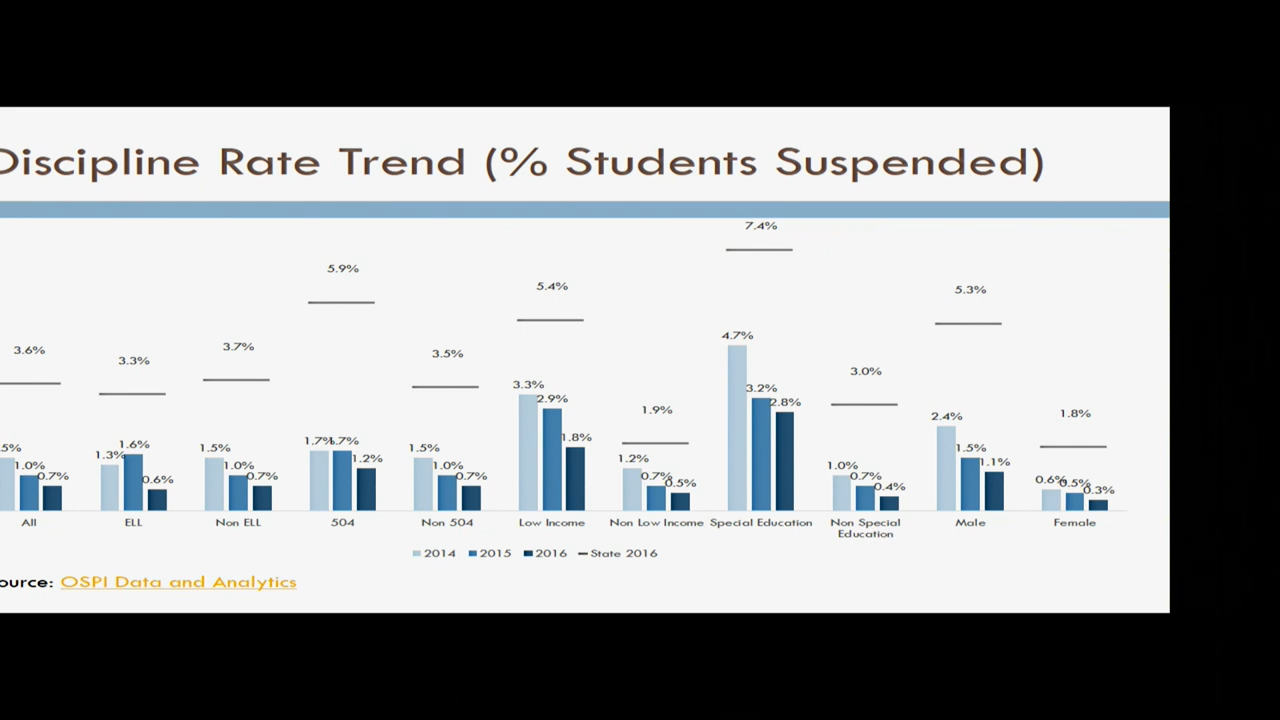 Discipline Rate Trend (% Students Suspended)
7.4%
5.9%
5.4%
5.3%
3.6%
3.3%
3.7%
3.5%
3.0%
1.9%
1.8%
.5% 1.0% 0.7%
1.3% 1.6% 0.6%
1.5% 1.0% 0.7%
1.7% 1.7% 1.2%
1.5% 1.0% 0.7%
3.3% 2.9% 1.8%
1.2% 0.7% 0.5%
4.7% 3.2% 2.8%
1.0% 0.7% 0.4%
2.4% 1.5% 1.1%
0.6% 0.5% 0.3%
All ELL Non ELL 504 Non 504 Low Income Non Low Income Special Education Non Special Education Male Female
2014 2015 2016 State 2016
ource: OSPI Data and Analytics